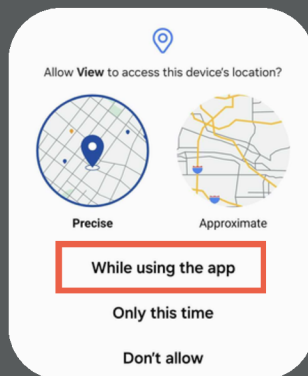 Allow View to access this device's location?
Precise Approximate
While using the app
Only this time
Don't allow